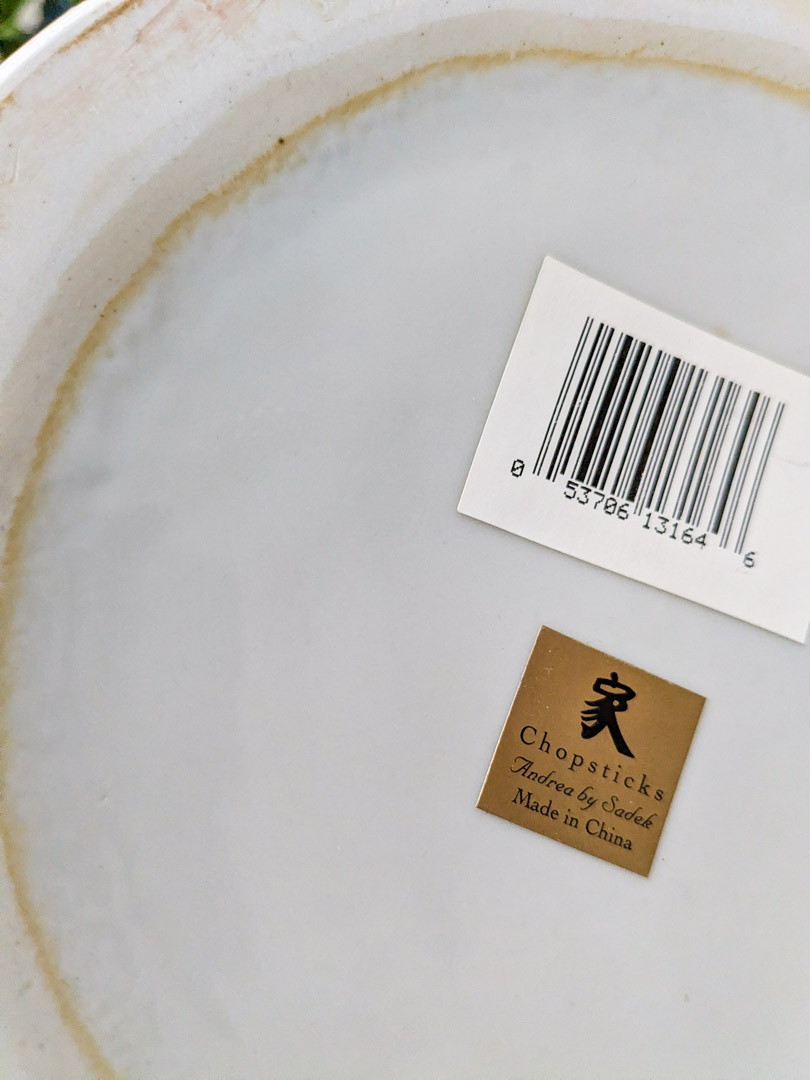 0 53706 13164 6
家
Chopsticks
Andrea by Sadek
Made in China